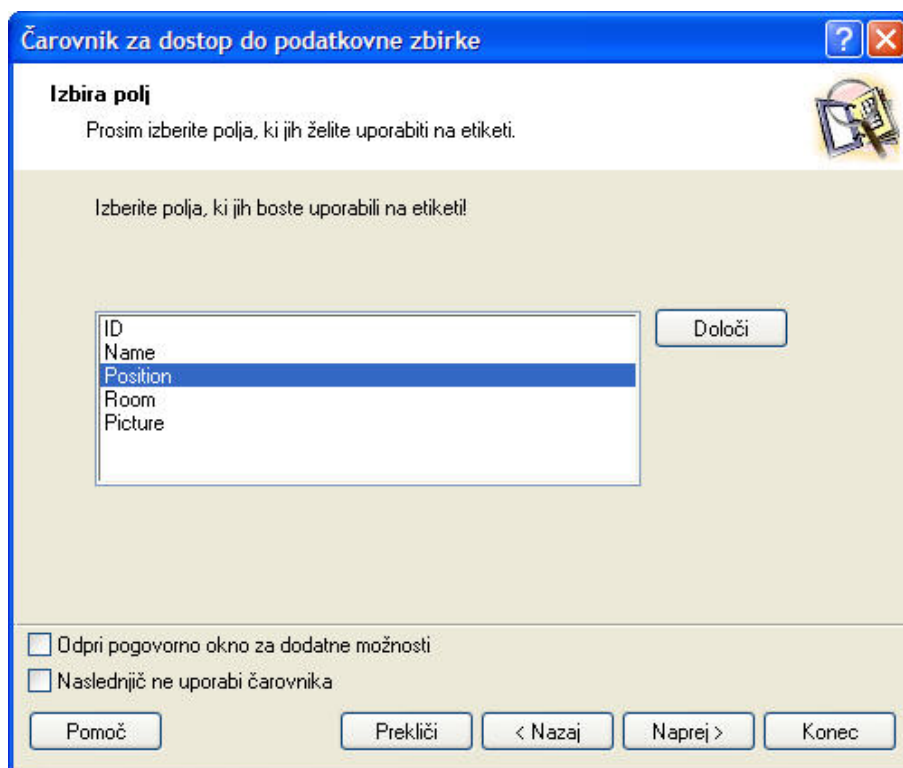 Čarovnik za dostop do podatkovne zbirke
?
Izbira polj
Prosim izberite polja, ki jih želite uporabiti na etiketi.
Izberite polja, ki jih boste uporabili na etiketi!
ID
Določi
Name
Position
Room
Picture
Odpri pogovorno okno za dodatne možnosti
Naslednjič ne uporabi čarovnika
Pomoč Prekliči < Nazaj Naprej > Konec